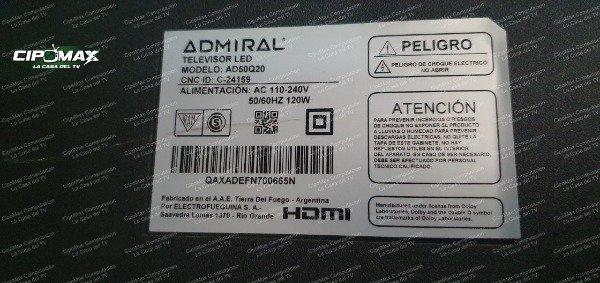 CIPOMAX
LA CASA DEL TV
ADMIRAL®
TELEVISOR LED
MODELO: AD50Q20
CNC ID: C-24159
ALIMENTACIÓN: AC 110-240V
50/60HZ 120W
S
QAXADEFN700665N
Fabricado en el A.A.E. Tierra Del Fuego - Argentina
Por ELECTROFUEGUINA S.A-
Saavedra Lamas 1370 - Rio Grande
HDMI
PELIGRO
PELIGRO DE CHOQUE ELÉCTRICO
NO ABRIR
ATENCIÓN
PARA PREVENIR INCENDIOS O RIESGOS
DE CHOQUE NO EXPONER EL PRODUCTO
A LLUVIAS O HUMEDAD PARA PREVENIR
DESCARGAS ELÉCTRICAS, NO QUITE LA
TAPA DE ESTE GABINETE. NO HAY
PARTES REPARABLES EN EL INTERIOR
DEL APARATO. EN CASO DE SER NECESARIO,
DEBE SER EFECTUADO POR PERSONAL
TÉCNICO CALIFICADO.
Manufactured under license from Dolby
Laboratories. Dolby and the double D symbol
are trademarks of Dolby Laboratories.